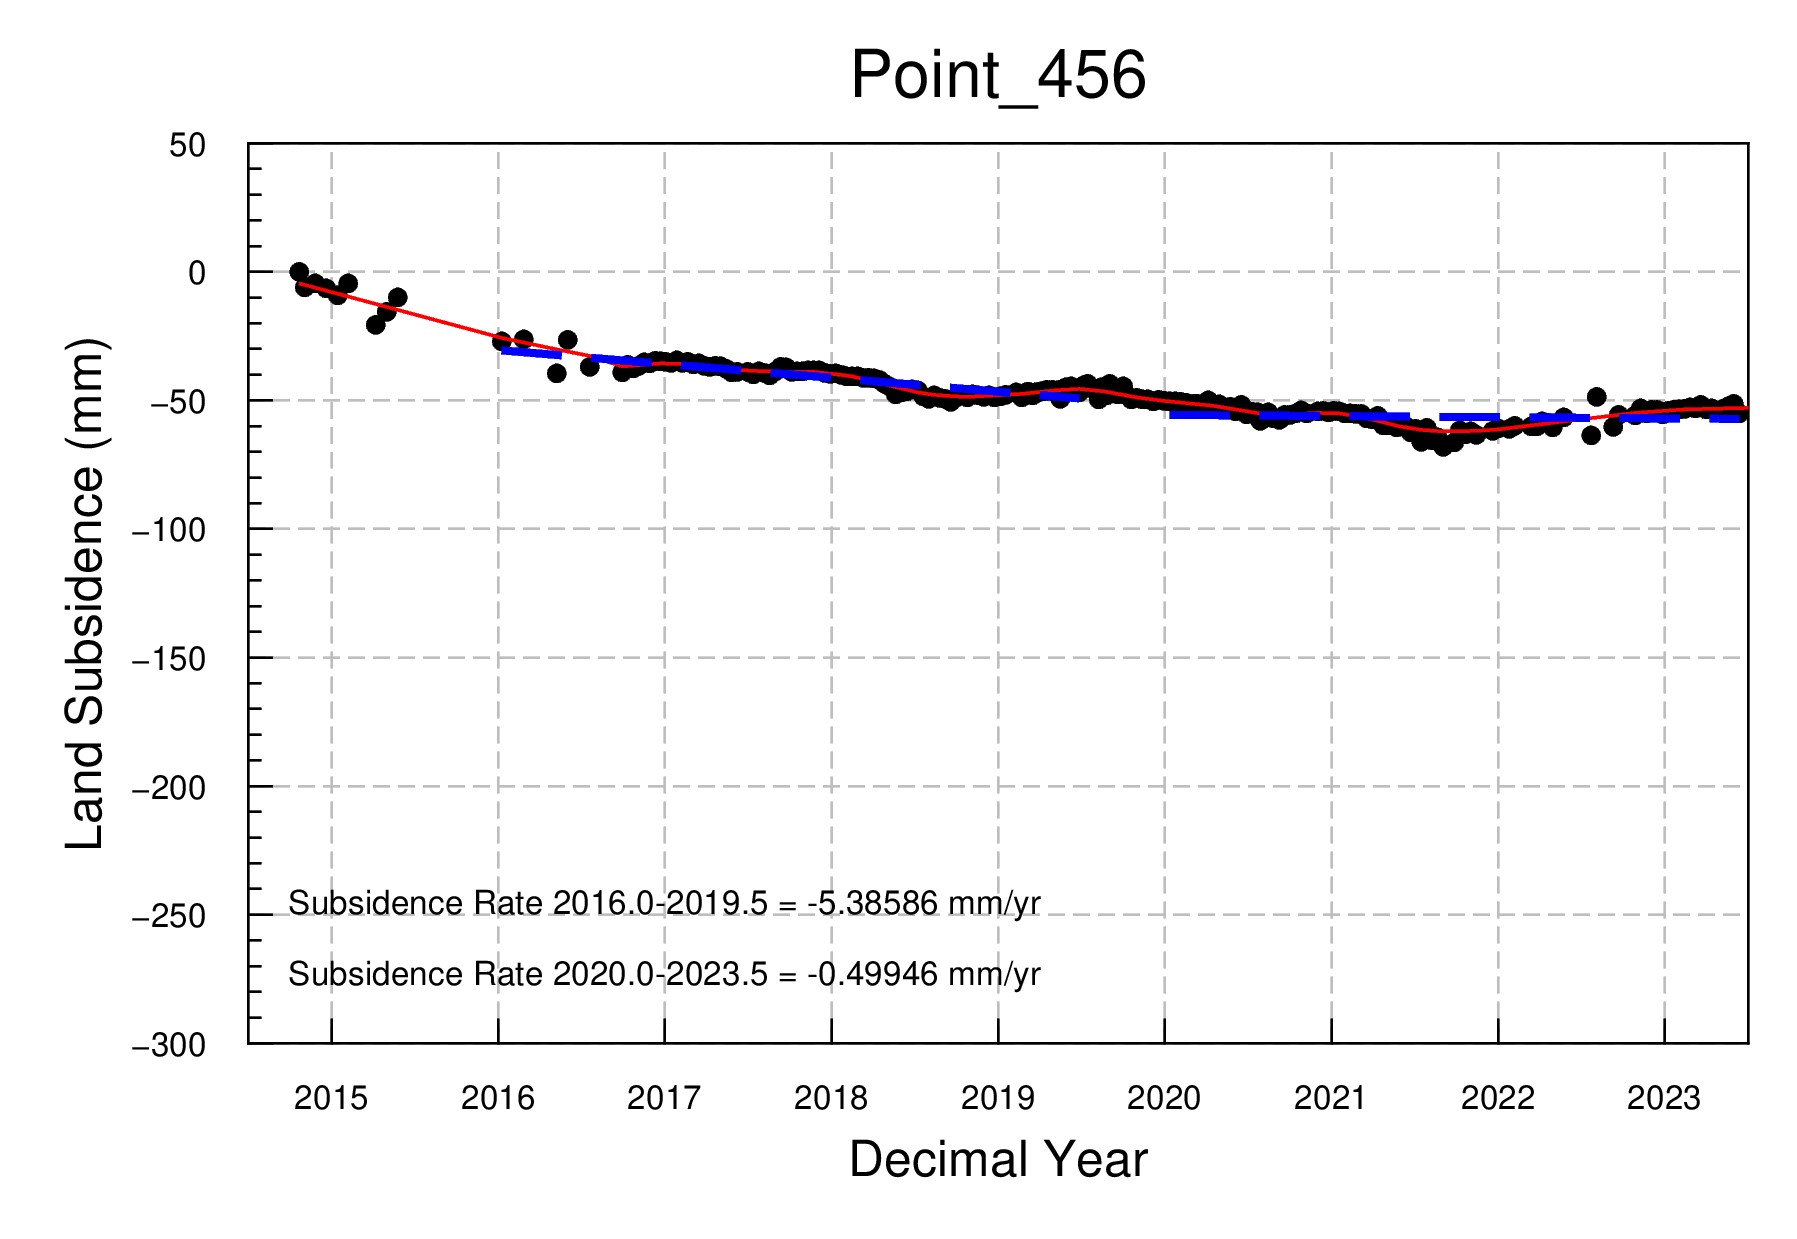 Point_456
50
0
−50
−100
−150
−200
−250
−300
Land Subsidence (mm)
Subsidence Rate 2016.0-2019.5 = -5.38586 mm/yr
Subsidence Rate 2020.0-2023.5 = -0.49946 mm/yr
2015 2016 2017 2018 2019 2020 2021 2022 2023
Decimal Year